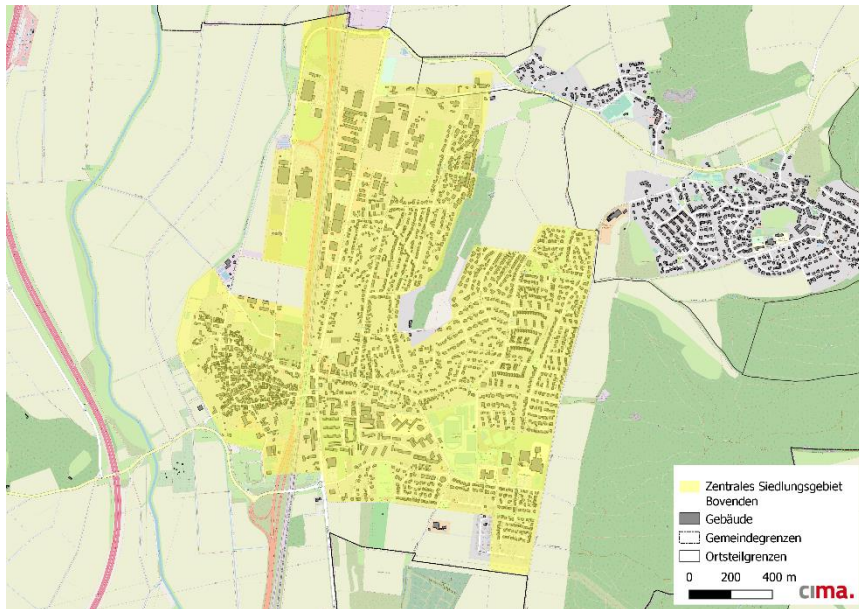 Zentrales Siedlungsgebiet
Bovenden
Gebäude
Gemeindegrenzen
Ortsteilgrenzen
0 200 400 m
cima.